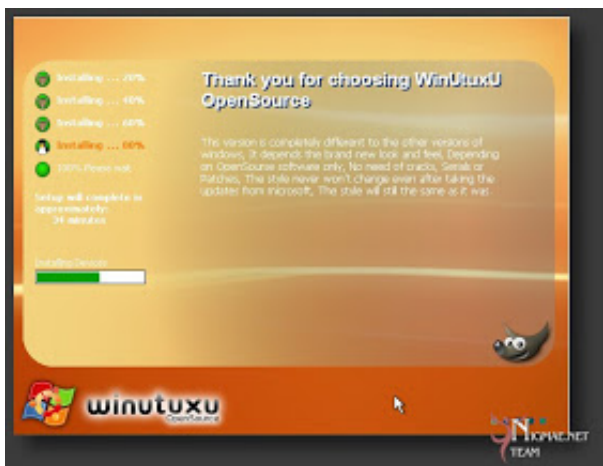 Installing ... 20%
Installing ... 40%
Installing ... 60%
Installing ... 80%
100% Please wait
Setup will complete in
approximately:
34 minutes
Installing Devices
Thank you for choosing WinUtuxU
OpenSource
This version is completely different to the other versions of
windows, It depends the brand new look and feel, Depending
on OpenSourse software only, No need of cracks, Serials or
Patches, The style never won't change even after taking the
updates from microsoft, The style will still the same as it was.
winutuxu
OpenSource
NIGMAE.NET
TEAM